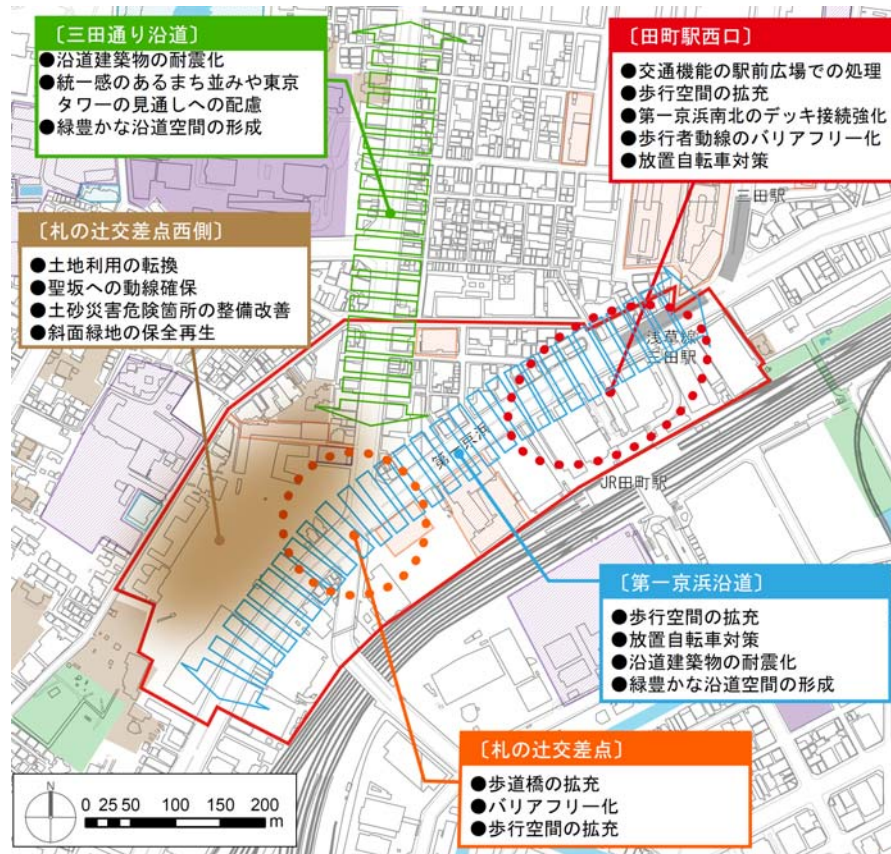 〔三田通り沿道〕
●沿道建築物の耐震化
●統一感のあるまち並みや東京
タワーの見通しへの配慮
●緑豊かな沿道空間の形成
〔田町駅西口〕
●交通機能の駅前広場での処理
●歩行空間の拡充
●第一京浜南北のデッキ接続強化
●歩行者動線のバリアフリー化
●放置自転車対策
三田駅
〔札の辻交差点西側〕
●土地利用の転換
●聖坂への動線確保
●土砂災害危険箇所の整備改善
●斜面緑地の保全再生
浅草線
三田駅
第一京浜
JR田町駅
〔第一京浜沿道〕
●歩行空間の拡充
●放置自転車対策
●沿道建築物の耐震化
●緑豊かな沿道空間の形成
〔札の辻交差点〕
●歩道橋の拡充
●バリアフリー化
●歩行空間の拡充
N
0 25 50 100 150 200
m